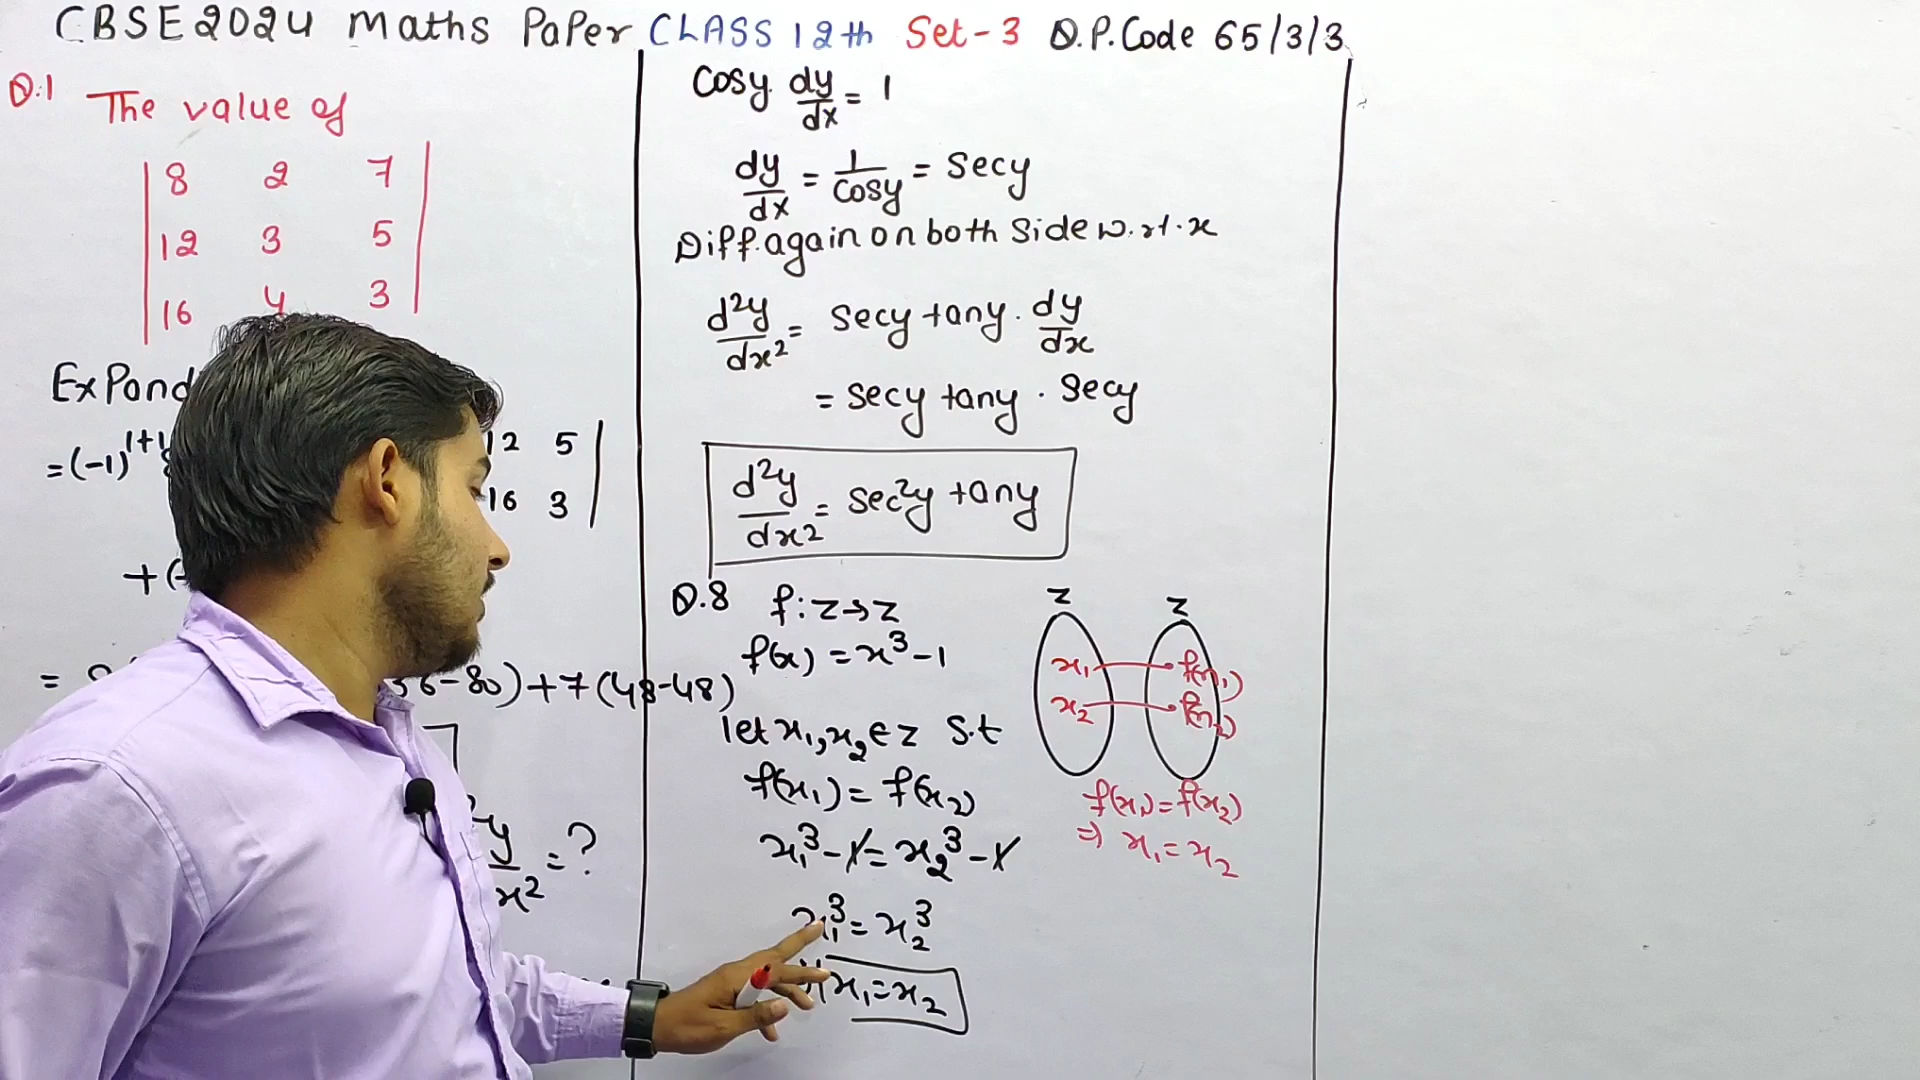 CBSE 2024 Maths Paper CLASS 12th Set-3 Q.P.Code 65/3/3
Q.1 The value of
8 2 7
12 3 5
16 4 3
Expand
=(-1)^1+1
12 5
16 3
+(-
36-80)+7(48-48)
=?
Cosy. dy/dx = 1
dy/dx = 1/Cosy = Secy
Diff.again on both Side w.r.t.x
d²y/dx² = Secy tany . dy/dx
= Secy tany . Secy
d²y/dx² = Sec²y tany
Q.8 f:Z→Z
f(x) = x³-1
let x₁,x₂ ∈ Z S.t
f(x₁) = f(x₂)
x₁³-1 = x₂³-1
x₁³ = x₂³
x₁ = x₂
Z Z
x₁ f(x₁)
x₂ f(x₂)
f(x₁) = f(x₂)
⇒ x₁ = x₂